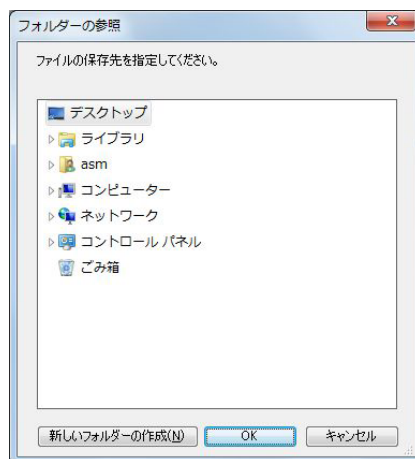 フォルダーの参照
ファイルの保存先を指定してください。
デスクトップ
ライブラリ
asm
コンピューター
ネットワーク
コントロール パネル
ごみ箱
新しいフォルダーの作成(N) OK キャンセル